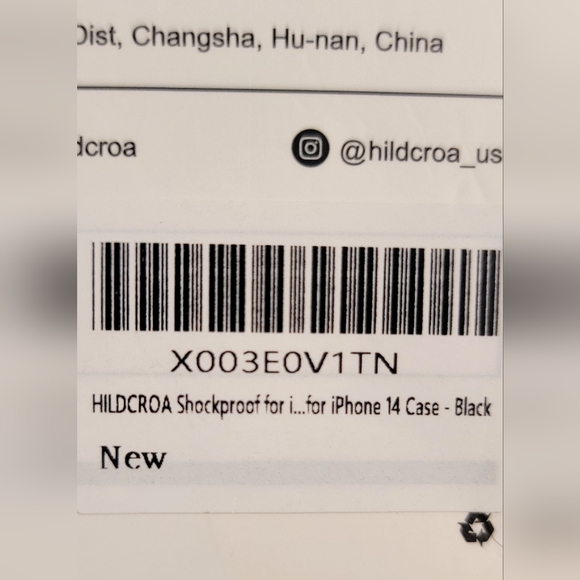 Dist, Changsha, Hu-nan, China
dcroa
@hildcroa_us
X003E0V1TN
HILDCROA Shockproof for i...for iPhone 14 Case - Black
New